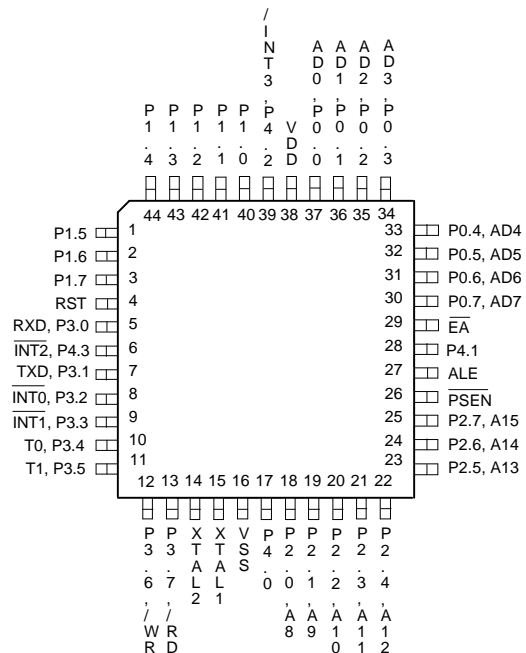 P1.4
P1.3
P1.2
P1.1
P1.0
/INT3,P4.2
VDD
AD0,P0.0
AD1,P0.1
AD2,P0.2
AD3,P0.3
44
43
42
41
40
39
38
37
36
35
34
P1.5
1
P1.6
2
P1.7
3
RST
4
RXD, P3.0
5
INT2, P4.3
6
TXD, P3.1
7
INT0, P3.2
8
INT1, P3.3
9
T0, P3.4
10
T1, P3.5
11
33
P0.4, AD4
32
P0.5, AD5
31
P0.6, AD6
30
P0.7, AD7
29
EA
28
P4.1
27
ALE
26
PSEN
25
P2.7, A15
24
P2.6, A14
23
P2.5, A13
12
13
14
15
16
17
18
19
20
21
22
P3.6,/WR
P3.7,/RD
XTAL2
XTAL1
VSS
P4.0
P2.0,A8
P2.1,A9
P2.2,A10
P2.3,A11
P2.4,A12